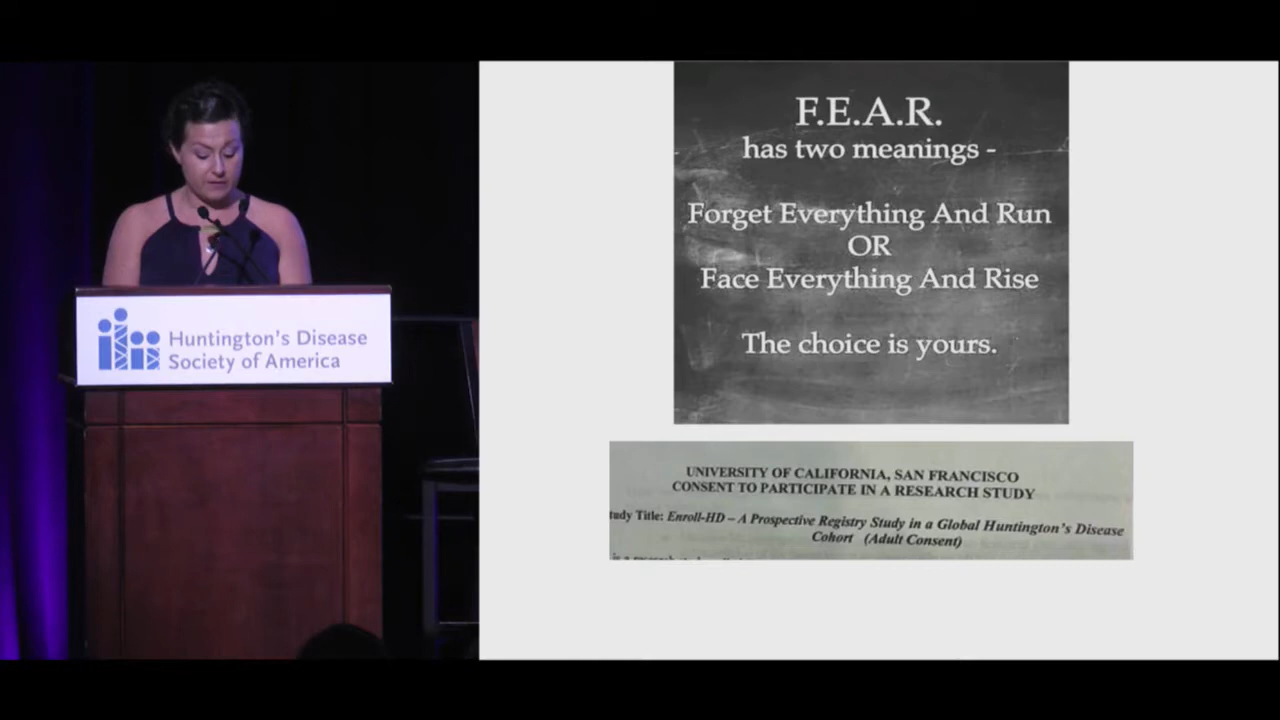 Huntington's Disease
Society of America
F.E.A.R.
has two meanings -
Forget Everything And Run
OR
Face Everything And Rise
The choice is yours.
UNIVERSITY OF CALIFORNIA, SAN FRANCISCO
CONSENT TO PARTICIPATE IN A RESEARCH STUDY
tudy Title: Enroll-HD – A Prospective Registry Study in a Global Huntington's Disease
Cohort (Adult Consent)